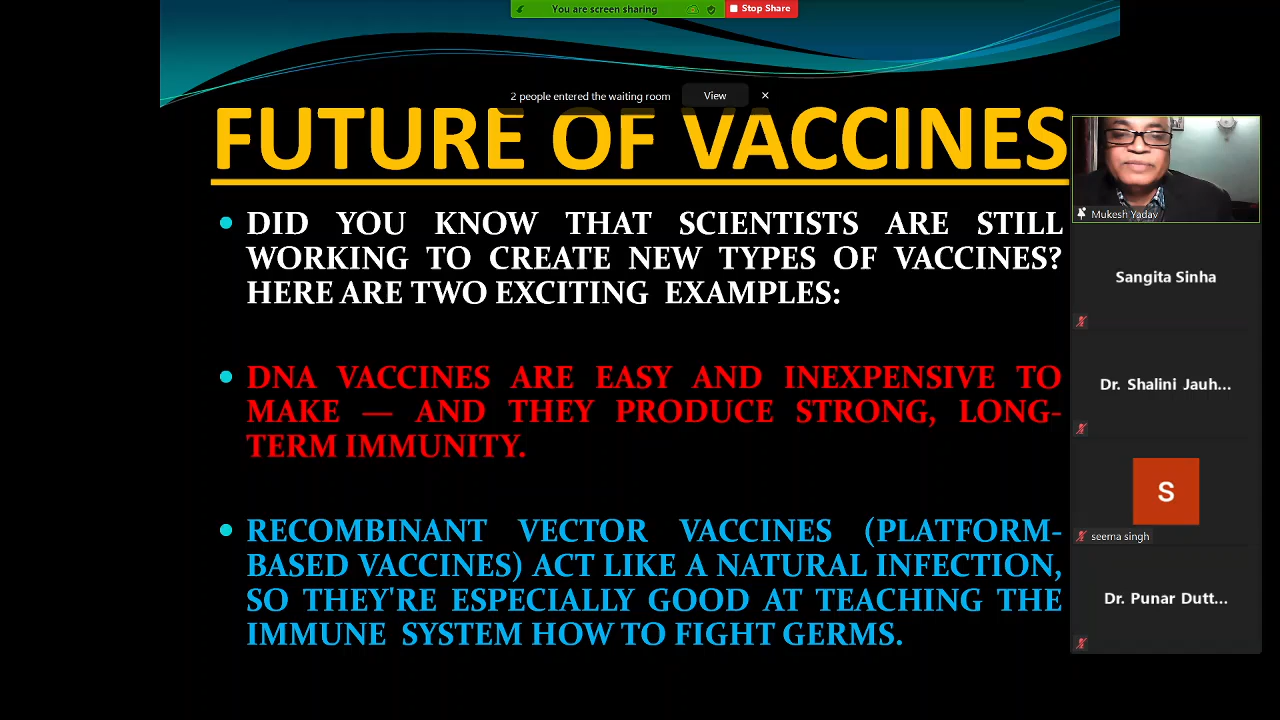 You are screen sharing
Stop Share
2 people entered the waiting room
View
FUTURE OF VACCINES
DID YOU KNOW THAT SCIENTISTS ARE STILL
WORKING TO CREATE NEW TYPES OF VACCINES?
HERE ARE TWO EXCITING EXAMPLES:
DNA VACCINES ARE EASY AND INEXPENSIVE TO
MAKE — AND THEY PRODUCE STRONG, LONG-
TERM IMMUNITY.
RECOMBINANT VECTOR VACCINES (PLATFORM-
BASED VACCINES) ACT LIKE A NATURAL INFECTION,
SO THEY'RE ESPECIALLY GOOD AT TEACHING THE
IMMUNE SYSTEM HOW TO FIGHT GERMS.
Mukesh Yadav
Sangita Sinha
Dr. Shalini Jauh...
S
seema singh
Dr. Punar Dutt...